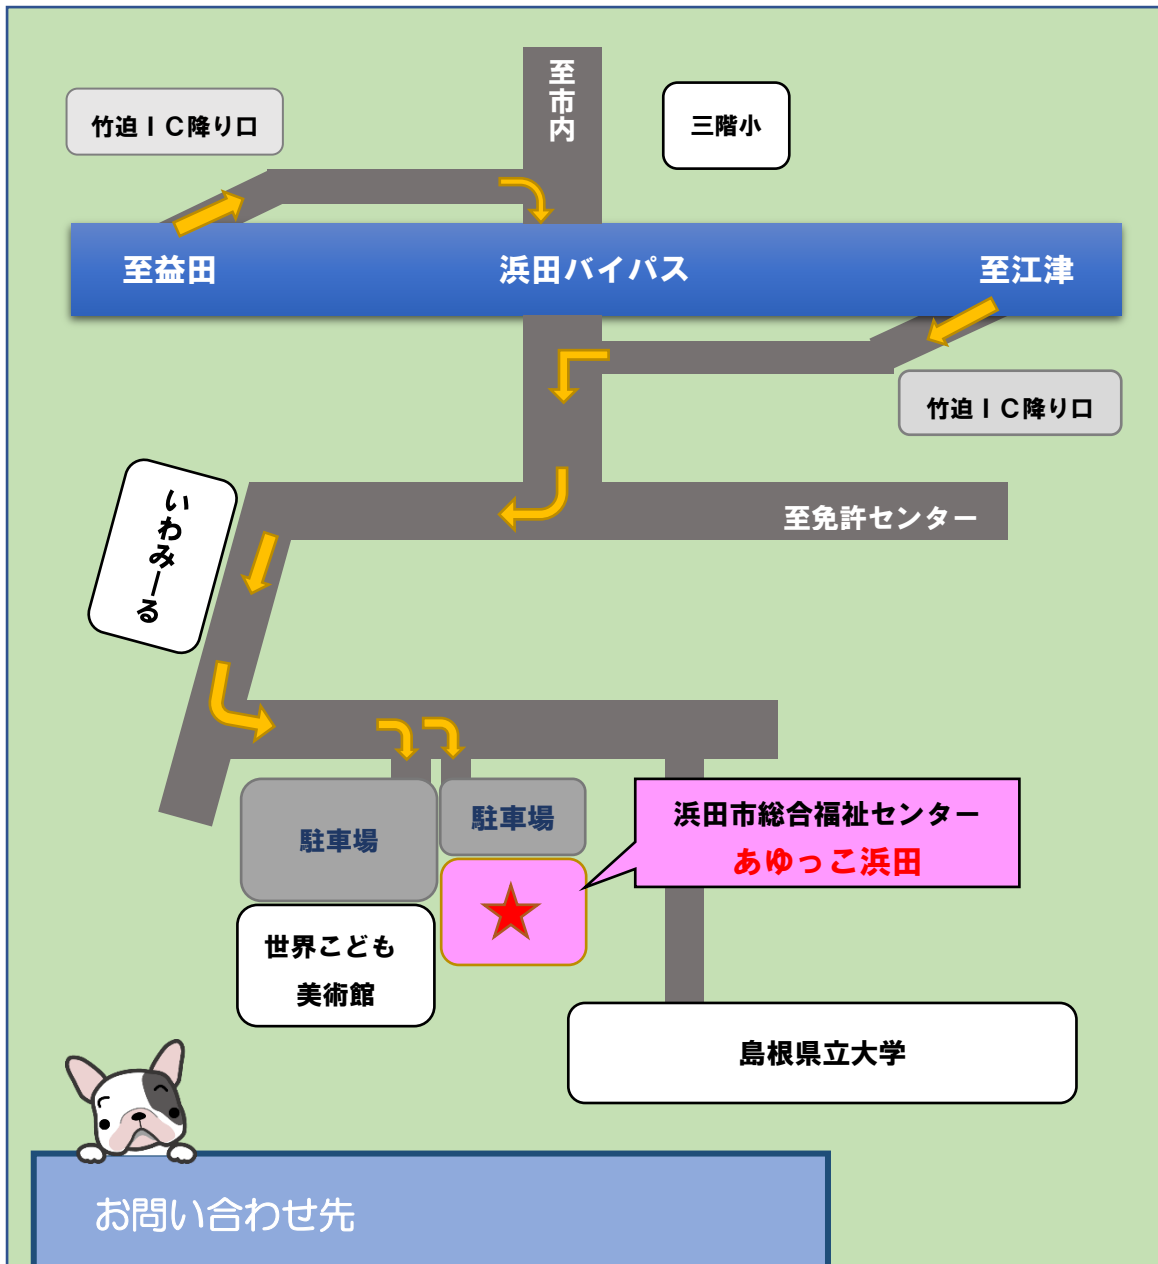 至市内
三階小
竹迫ＩＣ降り口
至益田
浜田バイパス
至江津
竹迫ＩＣ降り口
いわみーる
至免許センター
駐車場
駐車場
浜田市総合福祉センター
あゆっこ浜田
世界こども
美術館
島根県立大学
お問い合わせ先